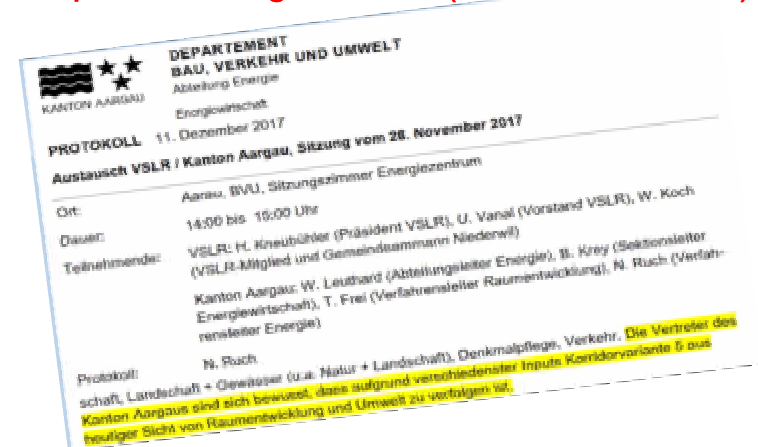 DEPARTEMENT
BAU, VERKEHR UND UMWELT
Abteilung Energie
KANTON AARGAU
Energiewirtschaft
PROTOKOLL 11. Dezember 2017
Austausch VSLR / Kanton Aargau, Sitzung vom 28. November 2017
Ort: Aarau, BVU, Sitzungszimmer Energiezentrum
Dauer: 14:00 bis 15:00 Uhr
Teilnehmende: VSLR: H. Kneubühler (Präsident VSLR), U. Vanal (Vorstand VSLR), W. Koch
(VSLR-Mitglied und Gemeindeammann Niederwil)
Kanton Aargau: W. Leuthard (Abteilungsleiter Energie), B. Krey (Sektionsleiter
Energiewirtschaft), T. Frei (Verfahrensleiter Raumentwicklung), N. Ruch (Verfah-
rensleiter Energie)
Protokoll: N. Ruch
schaft, Landschaft + Gewässer (u.a. Natur + Landschaft), Denkmalpflege, Verkehr. Die Vertreter des
Kanton Aargaus sind sich bewusst, dass aufgrund verschiedenster Inputs Korridorvariante 5 aus
heutiger Sicht von Raumentwicklung und Umwelt zu verfolgen ist.